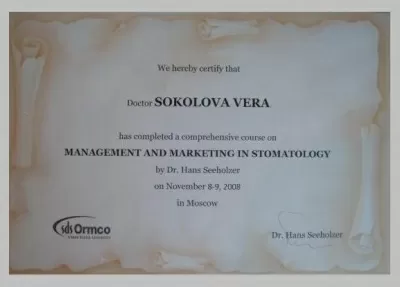 We hereby certify that
Doctor SOKOLOVA VERA
has completed a comprehensive course on
MANAGEMENT AND MARKETING IN STOMATOLOGY
by Dr. Hans Seeholzer
on November 8-9, 2008
in Moscow
sds Ormco
Dr. Hans Seeholzer